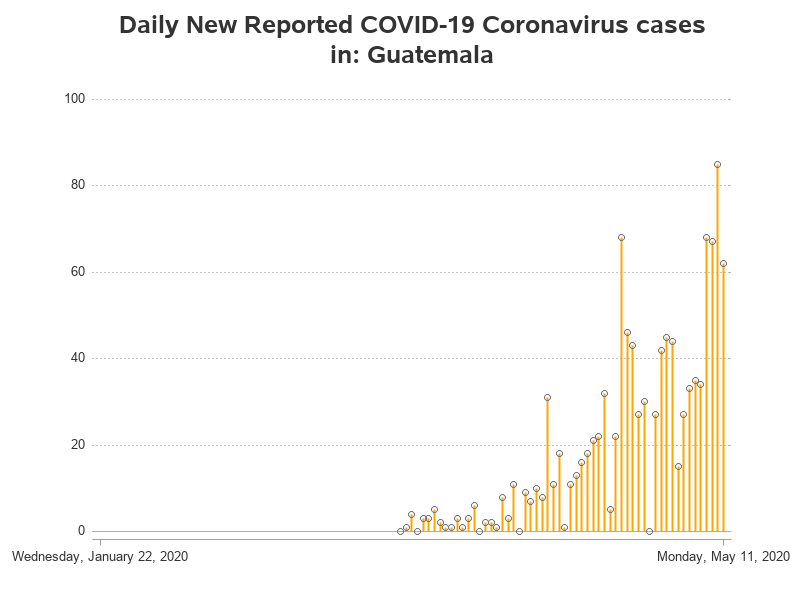 Daily New Reported COVID-19 Coronavirus cases
in: Guatemala
100
80
60
40
20
0
Wednesday, January 22, 2020
Monday, May 11, 2020